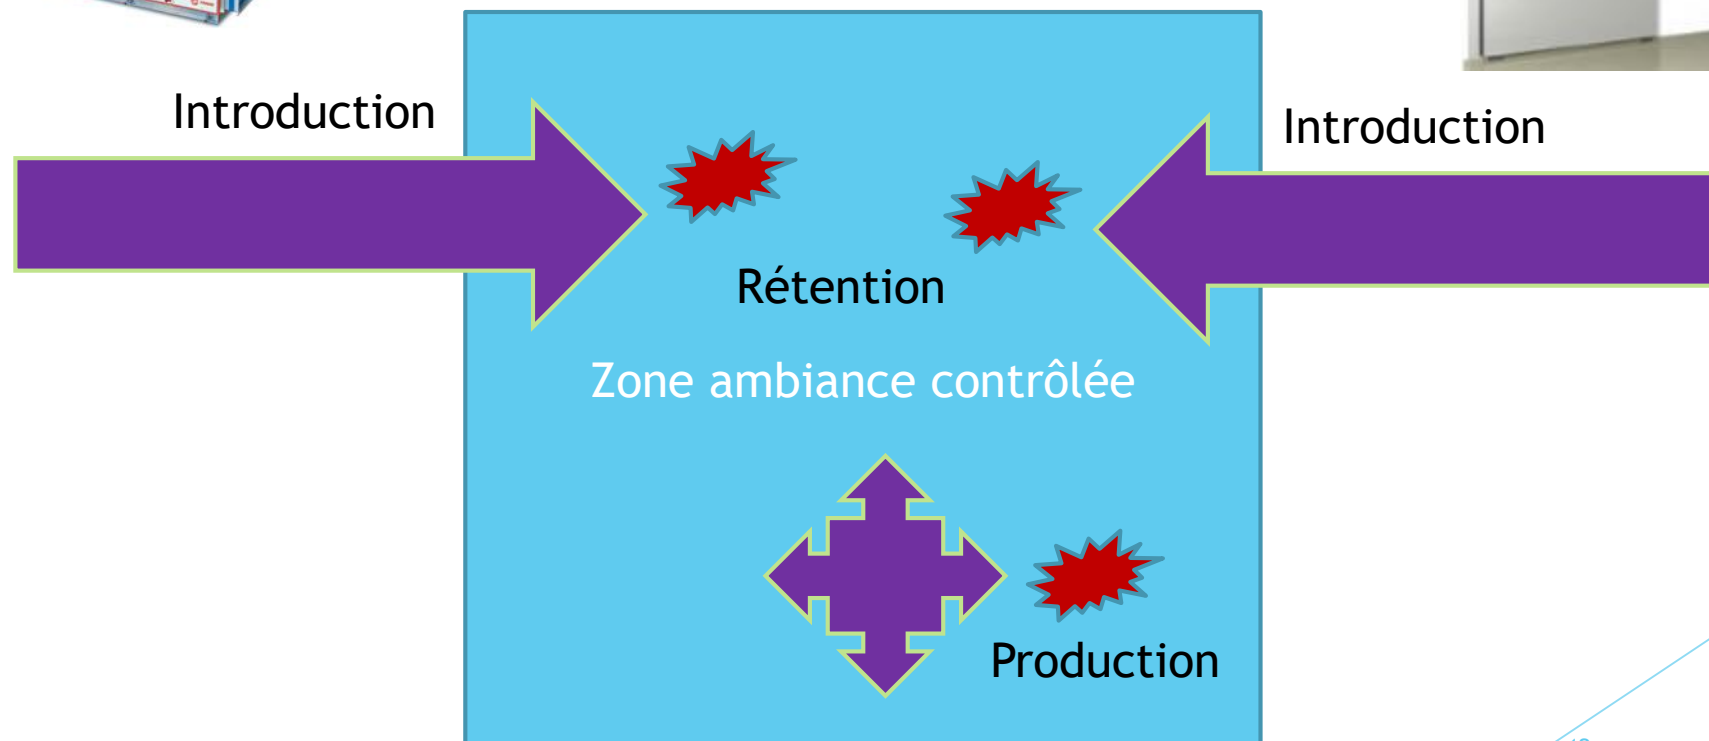 Introduction
Introduction
Rétention
Zone ambiance contrôlée
Production